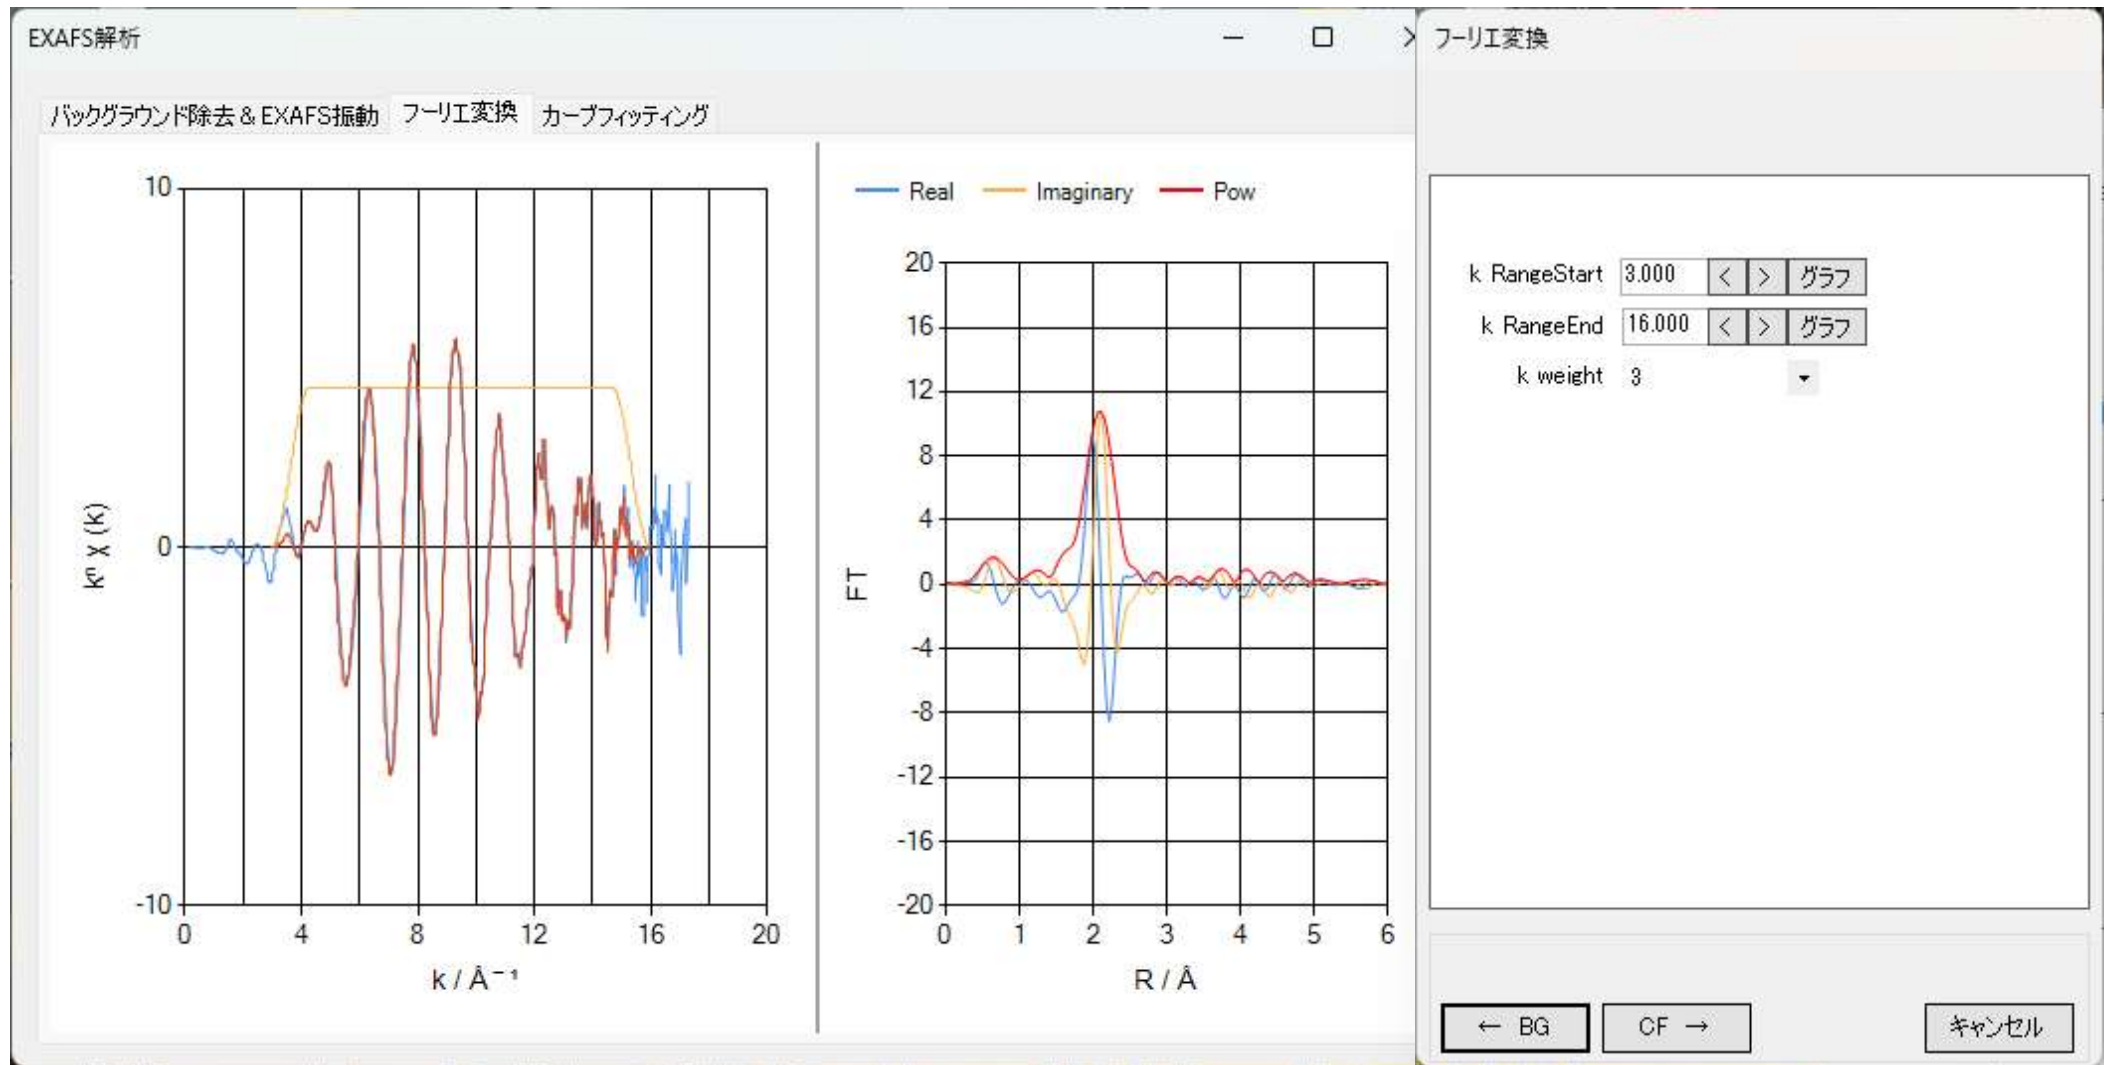 EXAFS解析
バックグラウンド除去 & EXAFS振動 フーリエ変換 カーブフィッティング
10
0
-10
kⁿ χ (k)
0 4 8 12 16 20
k / Å⁻¹
Real Imaginary Pow
20
16
12
8
4
0
-4
-8
-12
-16
-20
FT
0 1 2 3 4 5 6
R / Å
フーリエ変換
k RangeStart 3.000 < > グラフ
k RangeEnd 16.000 < > グラフ
k weight 3
← BG CF → キャンセル